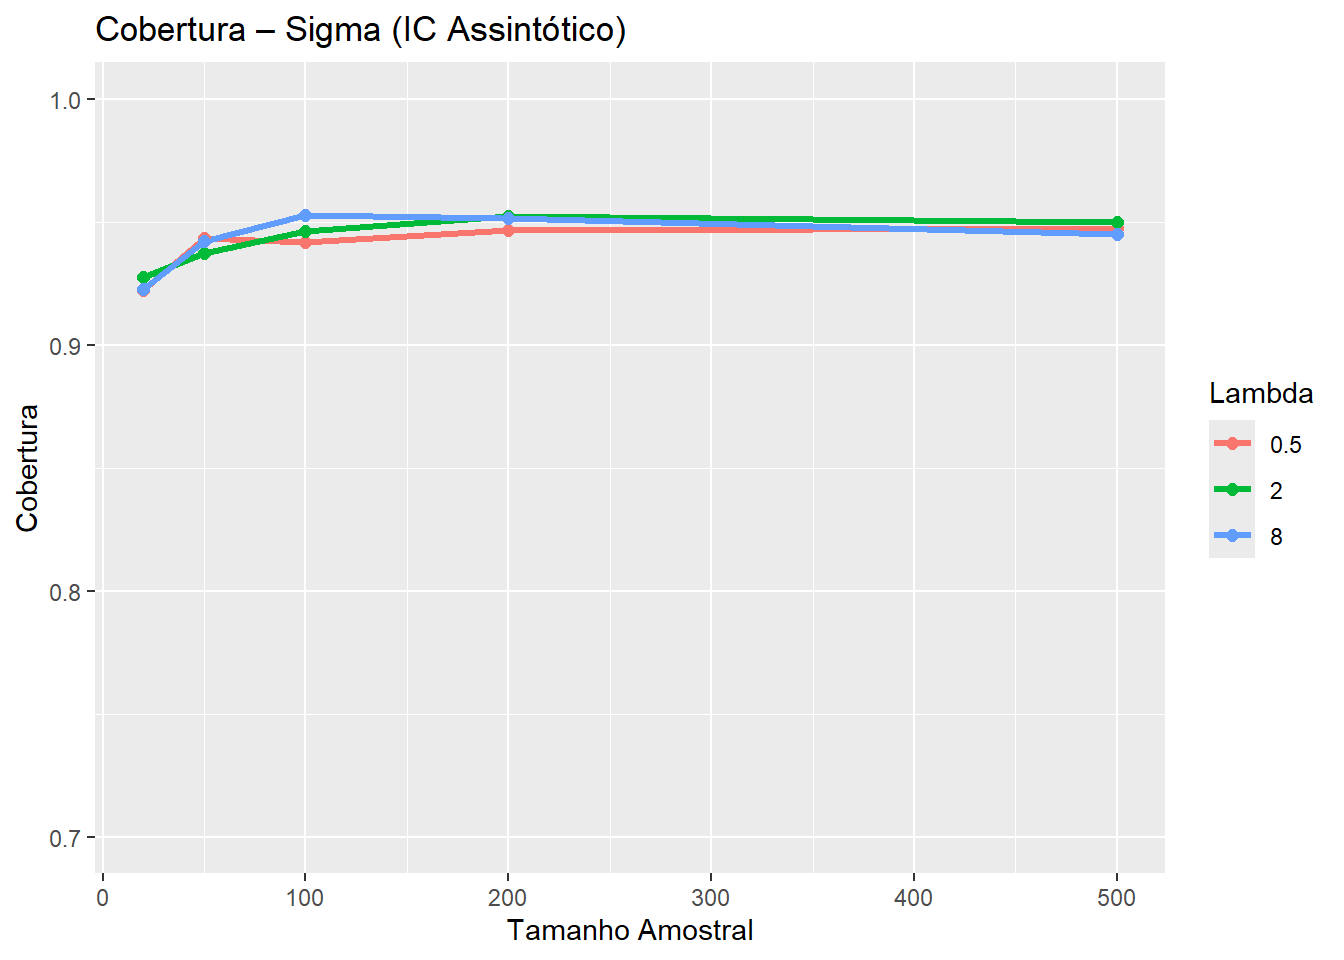 Cobertura – Sigma (IC Assintótico)
1.0
0.9
0.8
0.7
Cobertura
0 100 200 300 400 500
Tamanho Amostral
Lambda
0.5
2
8